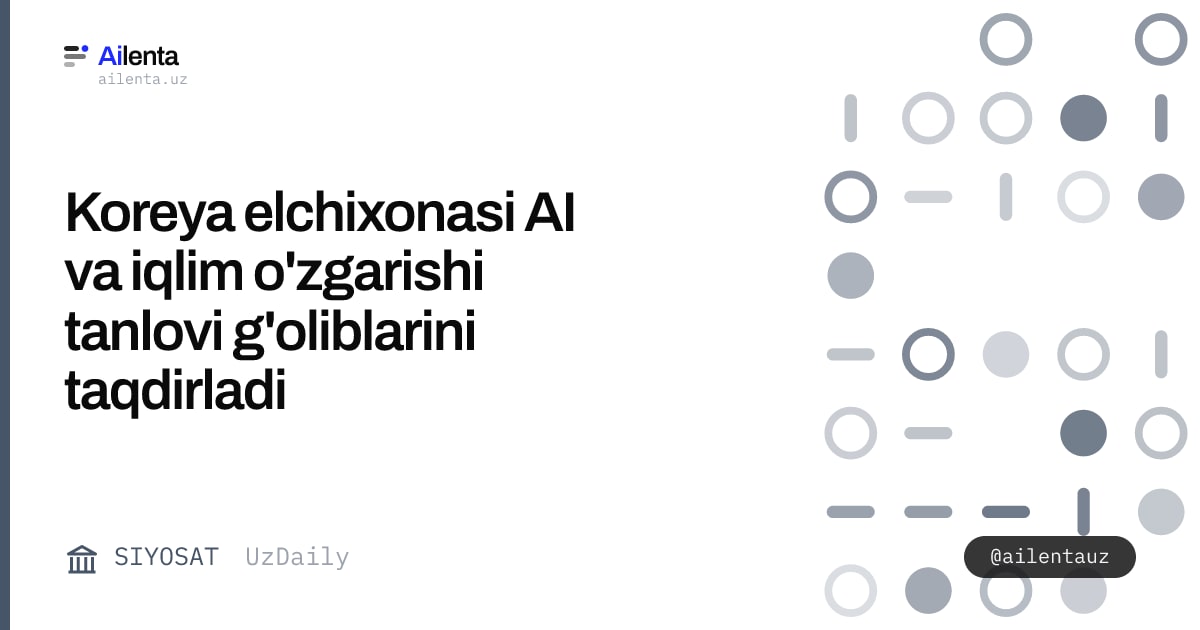 Ailenta
ailenta.uz
Koreya elchixonasi AI
va iqlim o'zgarishi
tanlovi g'oliblarini
taqdirladi
SIYOSAT UzDaily
@ailentauz